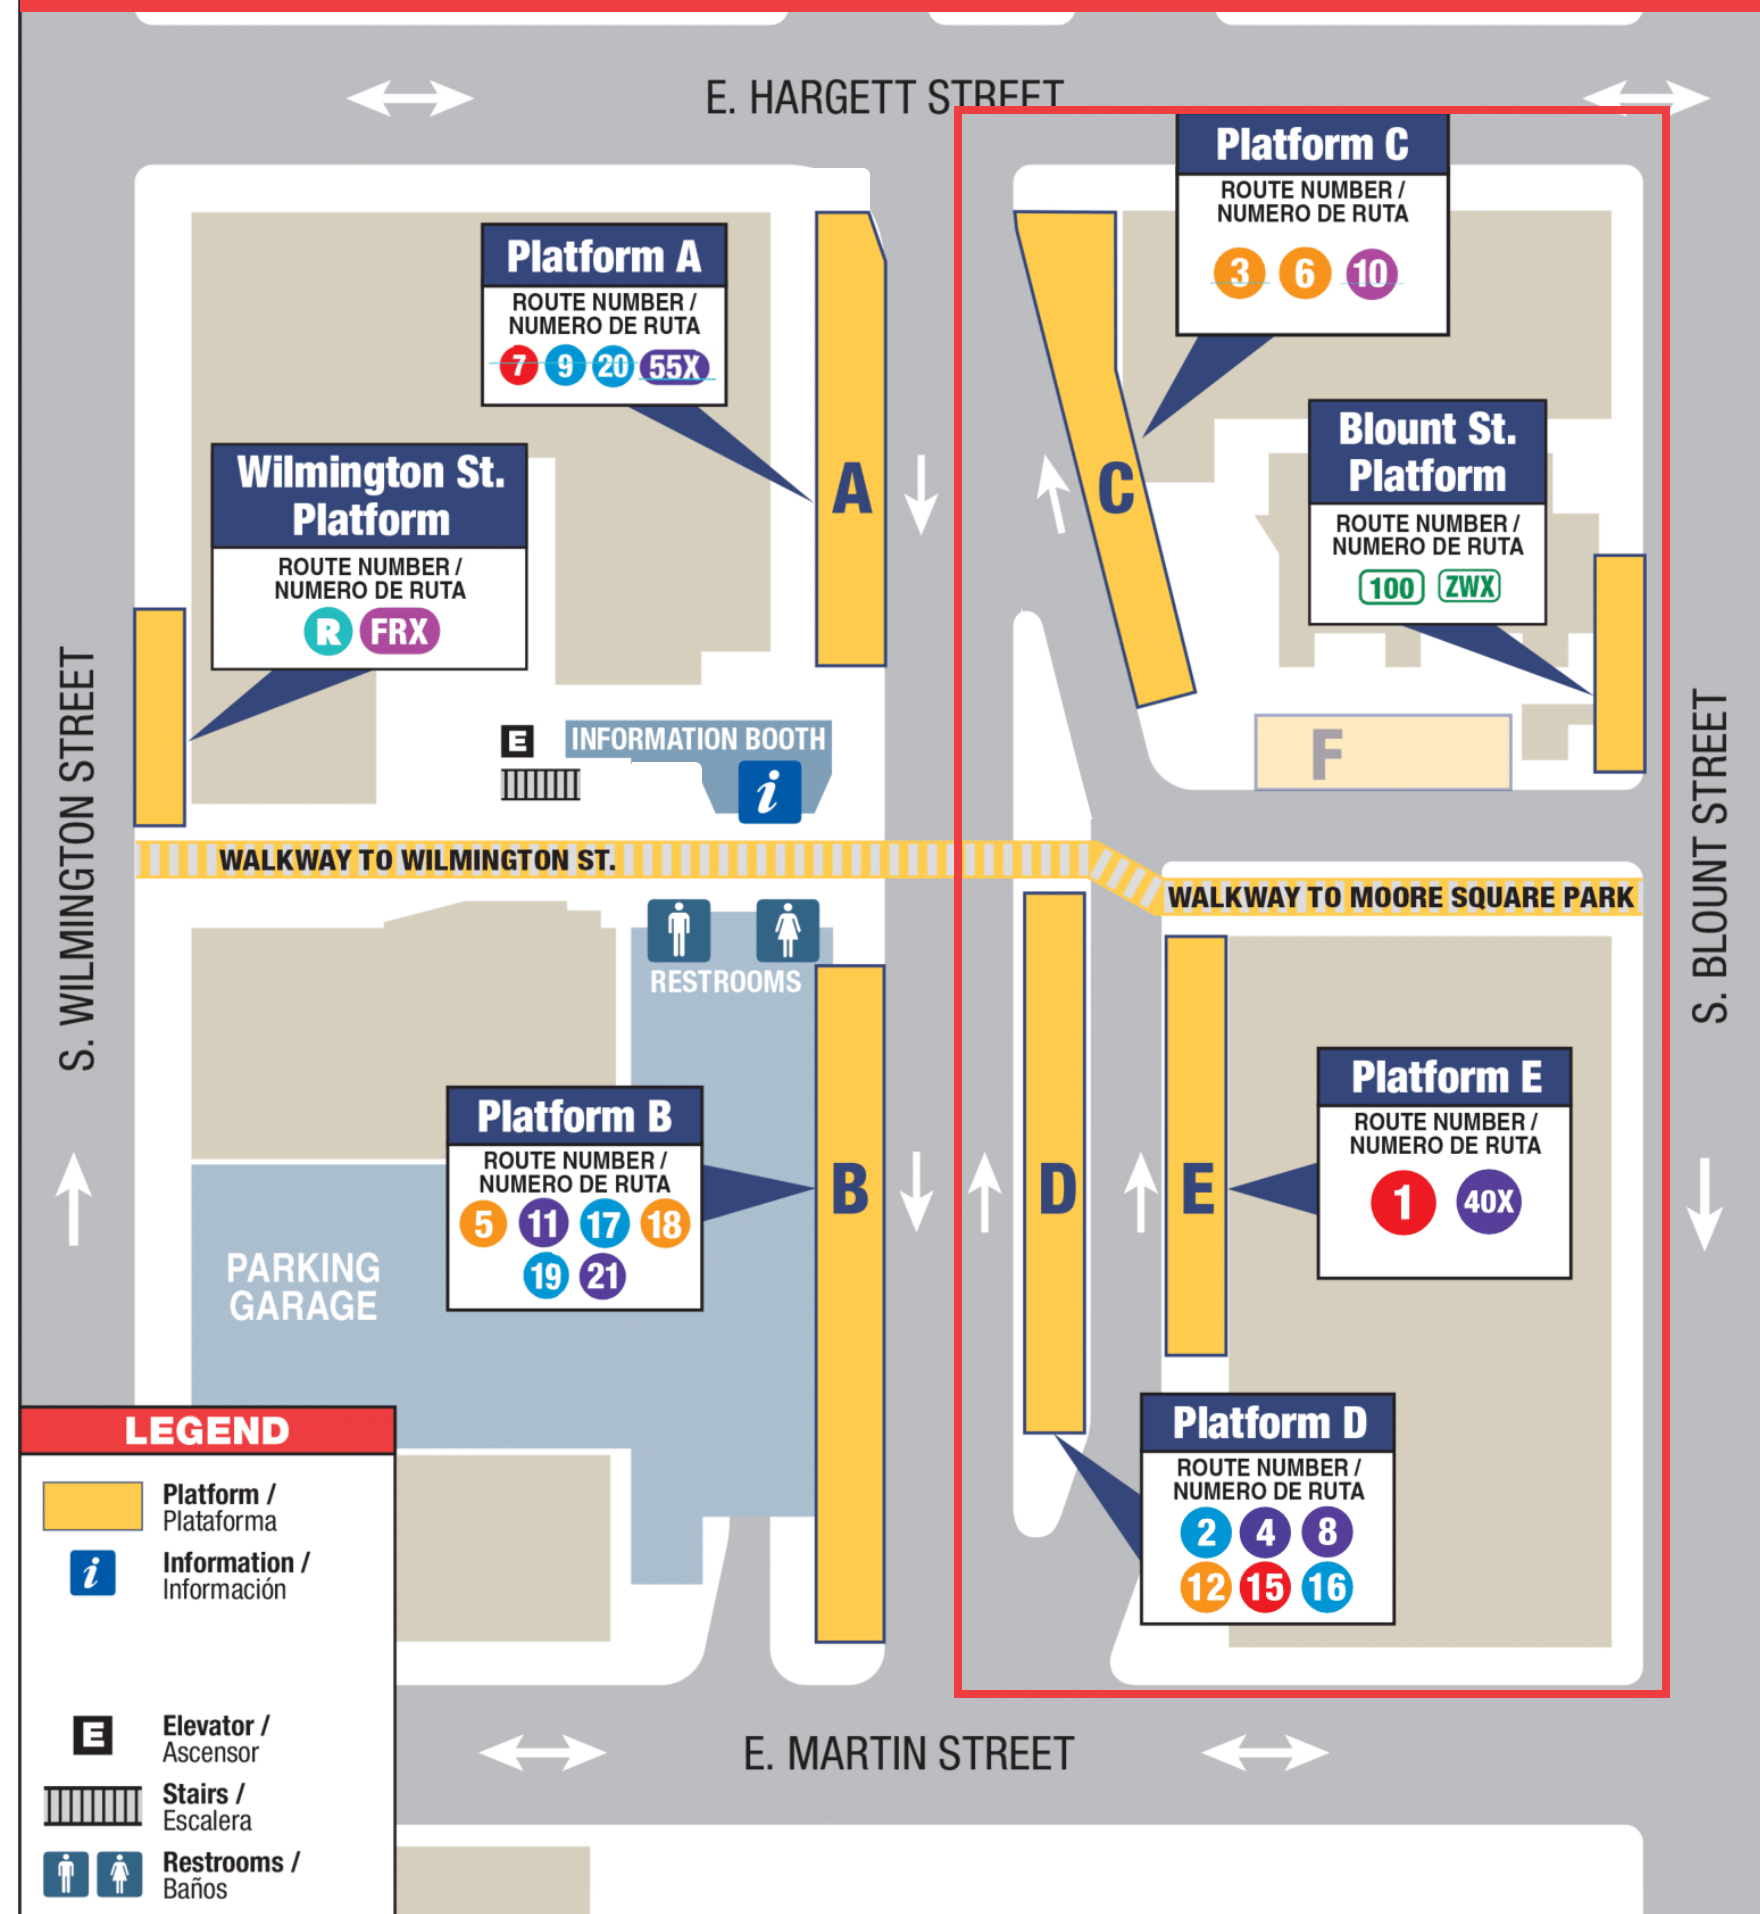 E. HARGETT STREET
Platform C
ROUTE NUMBER /
NUMERO DE RUTA
3 6 10
Platform A
ROUTE NUMBER /
NUMERO DE RUTA
7 9 20 55X
A
C
Blount St.
Platform
ROUTE NUMBER /
NUMERO DE RUTA
100 ZWX
Wilmington St.
Platform
ROUTE NUMBER /
NUMERO DE RUTA
R FRX
S. WILMINGTON STREET
S. BLOUNT STREET
E
INFORMATION BOOTH
i
F
WALKWAY TO WILMINGTON ST.
WALKWAY TO MOORE SQUARE PARK
RESTROOMS
Platform B
ROUTE NUMBER /
NUMERO DE RUTA
5 11 17 18
19 21
B
D
E
Platform E
ROUTE NUMBER /
NUMERO DE RUTA
1 40X
PARKING
GARAGE
Platform D
ROUTE NUMBER /
NUMERO DE RUTA
2 4 8
12 15 16
E. MARTIN STREET
LEGEND
Platform /
Plataforma
i
Information /
Información
E
Elevator /
Ascensor
Stairs /
Escalera
Restrooms /
Baños